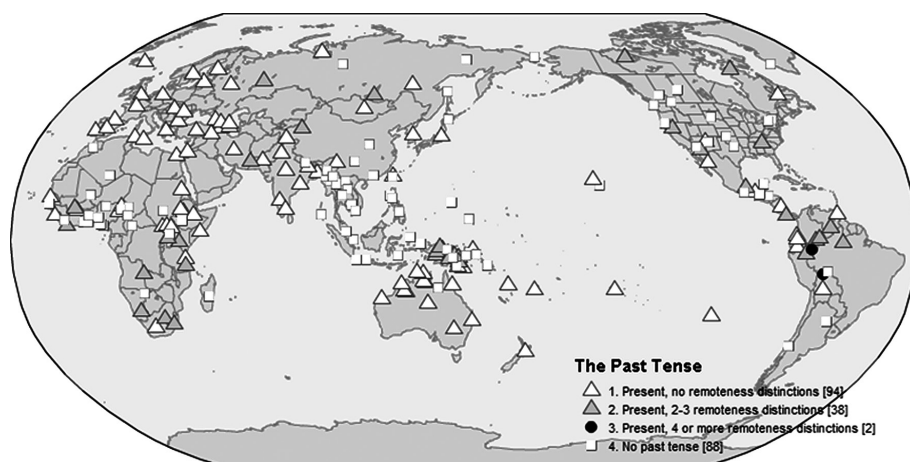 The Past Tense
1. Present, no remoteness distinctions [94]
2. Present, 2-3 remoteness distinctions [38]
3. Present, 4 or more remoteness distinctions [2]
4. No past tense [88]